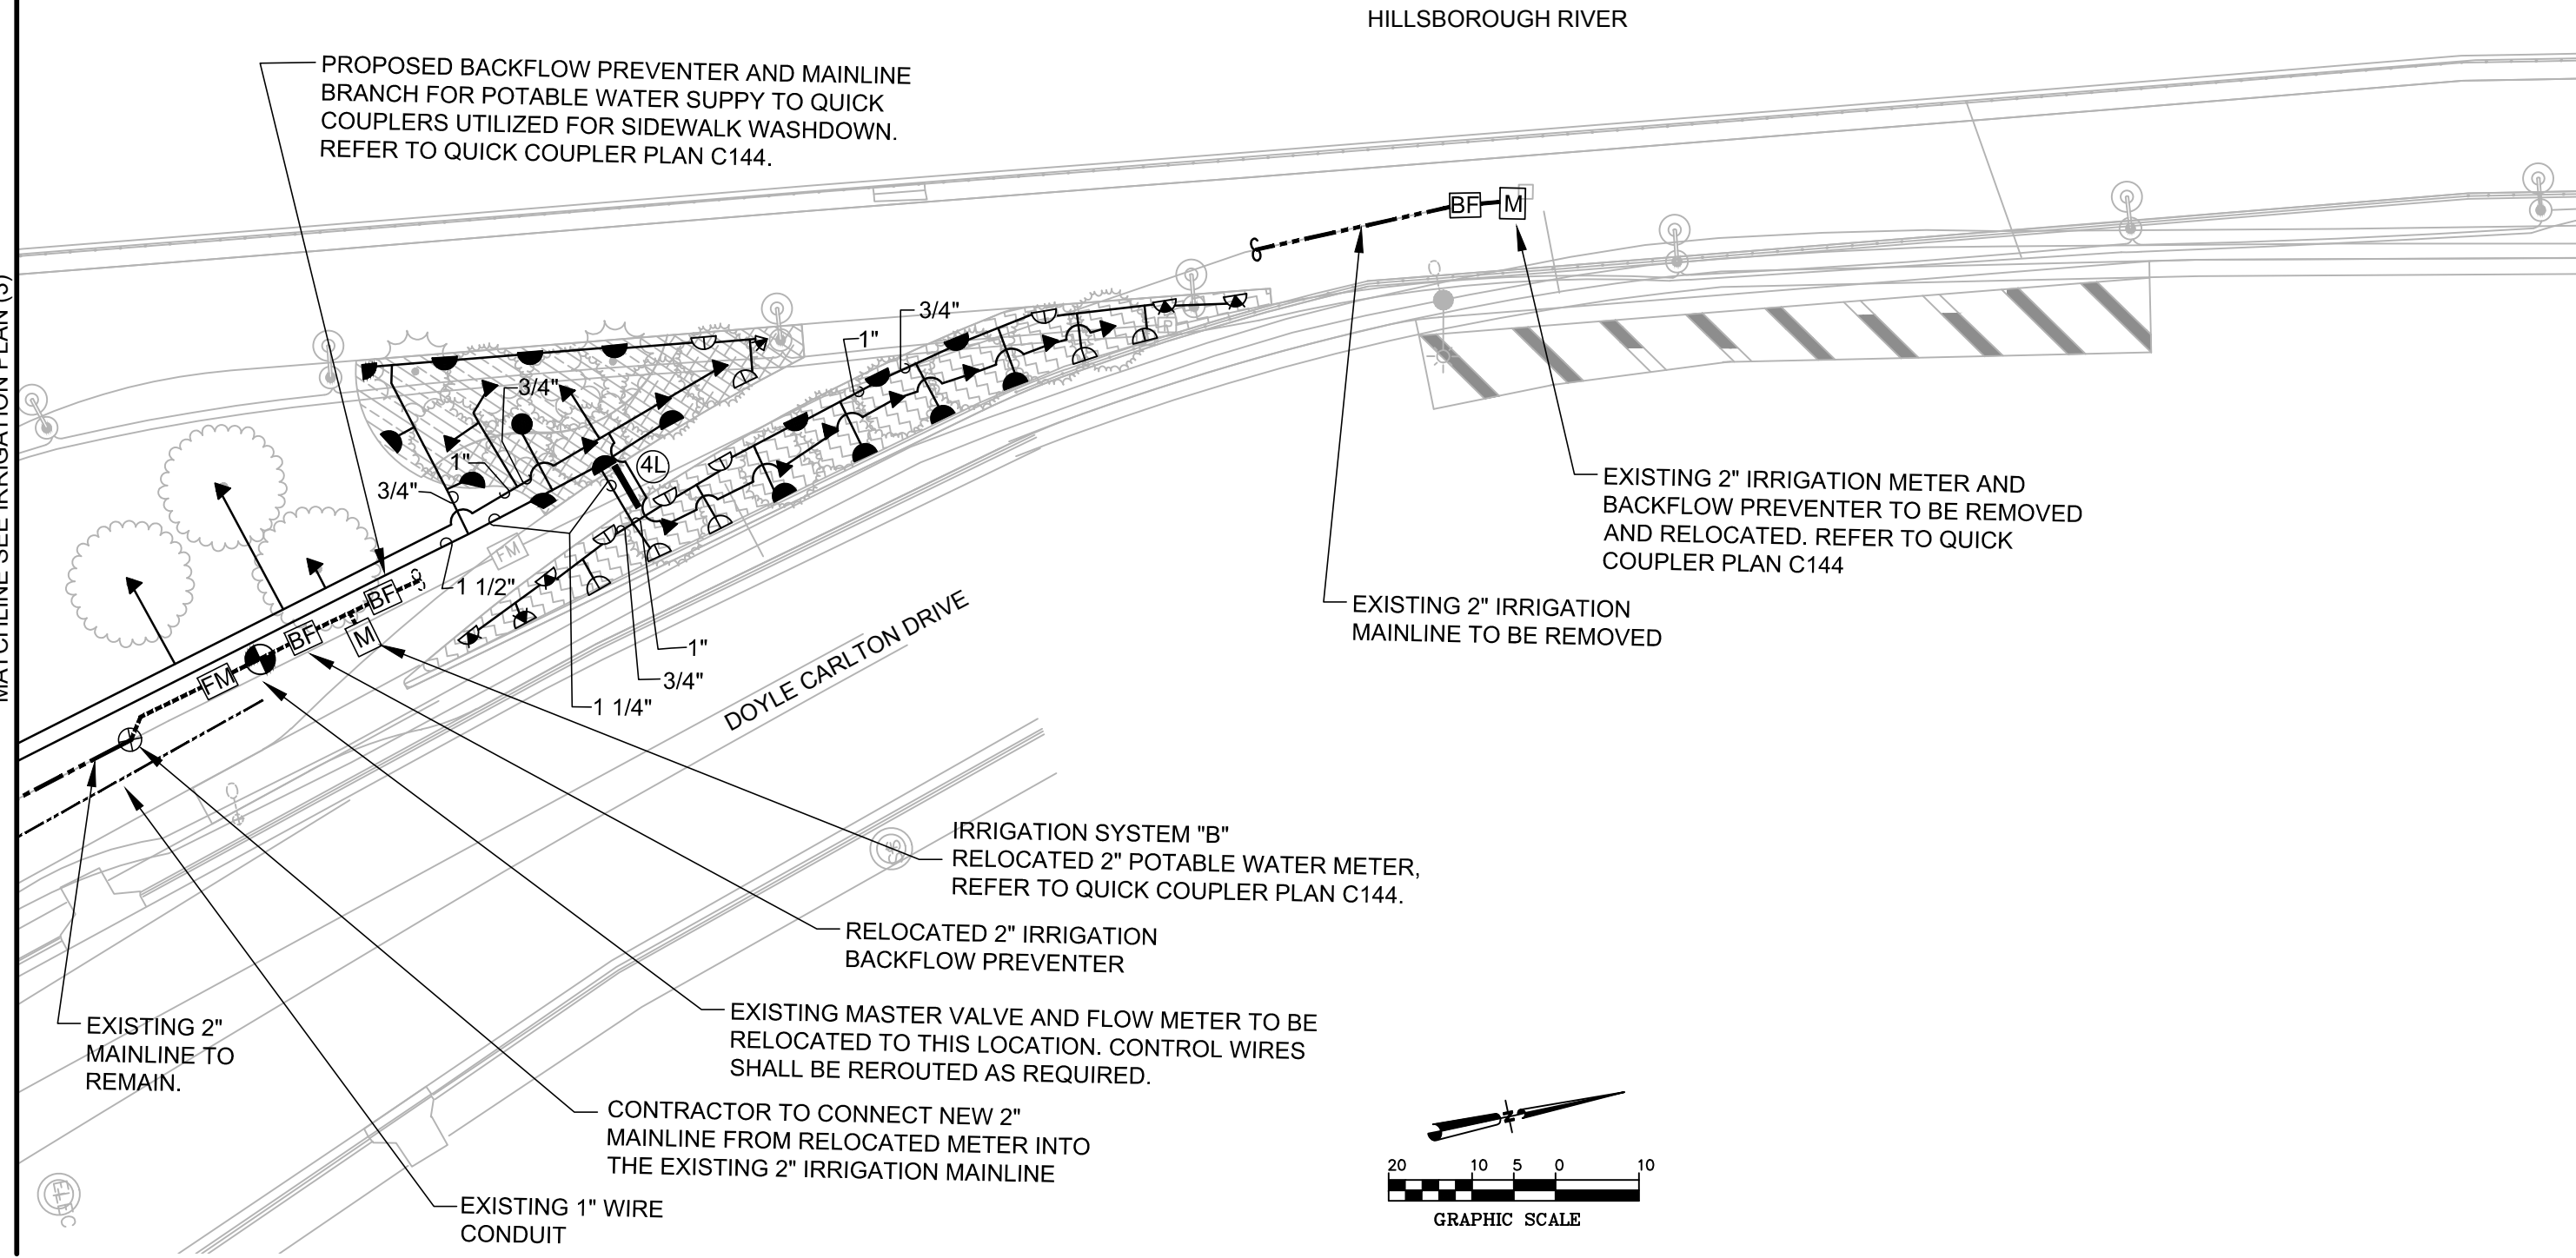 HILLSBOROUGH RIVER
PROPOSED BACKFLOW PREVENTER AND MAINLINE
BRANCH FOR POTABLE WATER SUPPY TO QUICK
COUPLERS UTILIZED FOR SIDEWALK WASHDOWN.
REFER TO QUICK COUPLER PLAN C144.
BF
M
3/4"
1"
3/4"
1"
3/4"
4L
FM
1 1/2"
BF
M
BF
FM
1"
3/4"
1 1/4"
DOYLE CARLTON DRIVE
EXISTING 2" IRRIGATION METER AND
BACKFLOW PREVENTER TO BE REMOVED
AND RELOCATED. REFER TO QUICK
COUPLER PLAN C144
EXISTING 2" IRRIGATION
MAINLINE TO BE REMOVED
IRRIGATION SYSTEM "B"
RELOCATED 2" POTABLE WATER METER,
REFER TO QUICK COUPLER PLAN C144.
RELOCATED 2" IRRIGATION
BACKFLOW PREVENTER
EXISTING MASTER VALVE AND FLOW METER TO BE
RELOCATED TO THIS LOCATION. CONTROL WIRES
SHALL BE REROUTED AS REQUIRED.
EXISTING 2"
MAINLINE TO
REMAIN.
CONTRACTOR TO CONNECT NEW 2"
MAINLINE FROM RELOCATED METER INTO
THE EXISTING 2" IRRIGATION MAINLINE
EXISTING 1" WIRE
CONDUIT
N
20 10 5 0 10
GRAPHIC SCALE